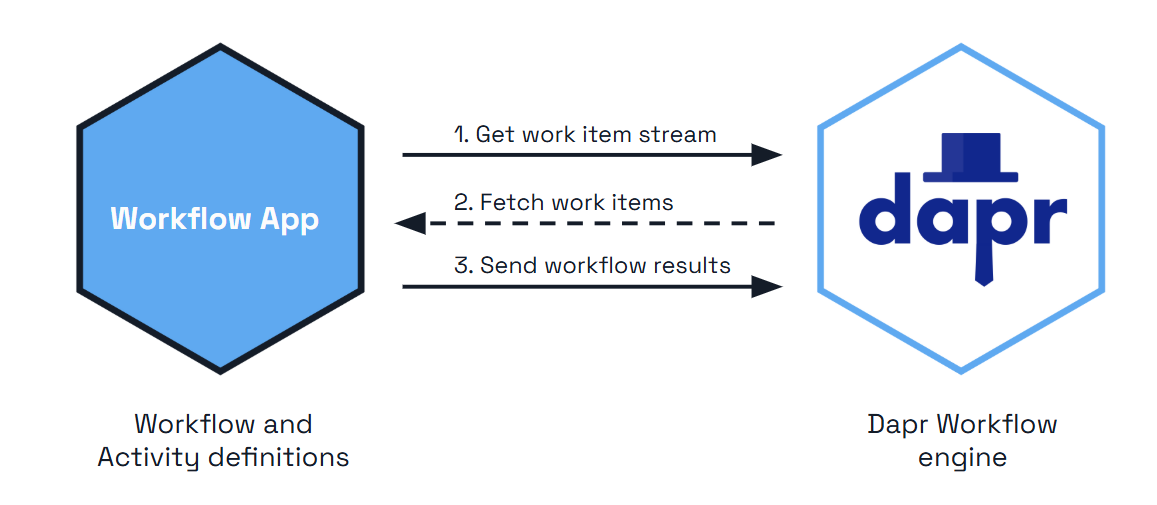 1. Get work item stream
2. Fetch work items
3. Send workflow results
Workflow App
dapr
Workflow and
Activity definitions
Dapr Workflow
engine